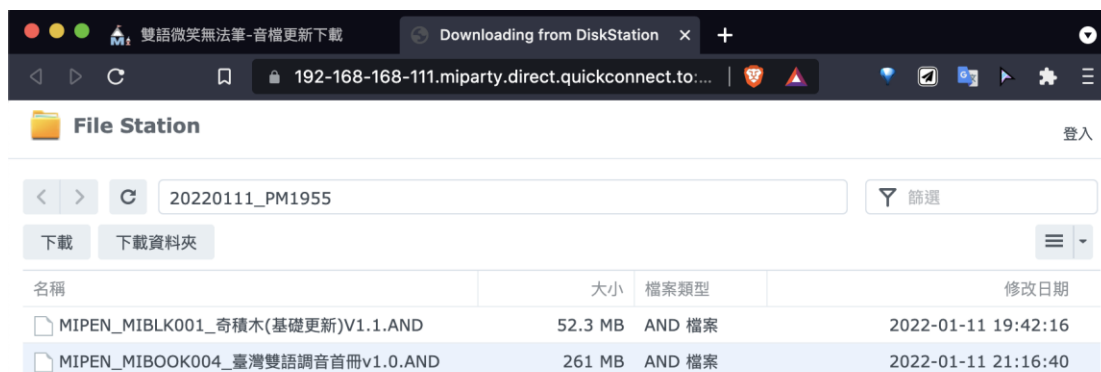 雙語微笑無法筆-音檔更新下載 Downloading from DiskStation
192-168-168-111.miparty.direct.quickconnect.to:...
File Station 登入
20220111_PM1955 篩選
下載 下載資料夾
名稱 大小 檔案類型 修改日期
MIPEN_MIBLK001_奇積木(基礎更新)V1.1.AND 52.3 MB AND 檔案 2022-01-11 19:42:16
MIPEN_MIBOOK004_臺灣雙語調音首冊v1.0.AND 261 MB AND 檔案 2022-01-11 21:16:40